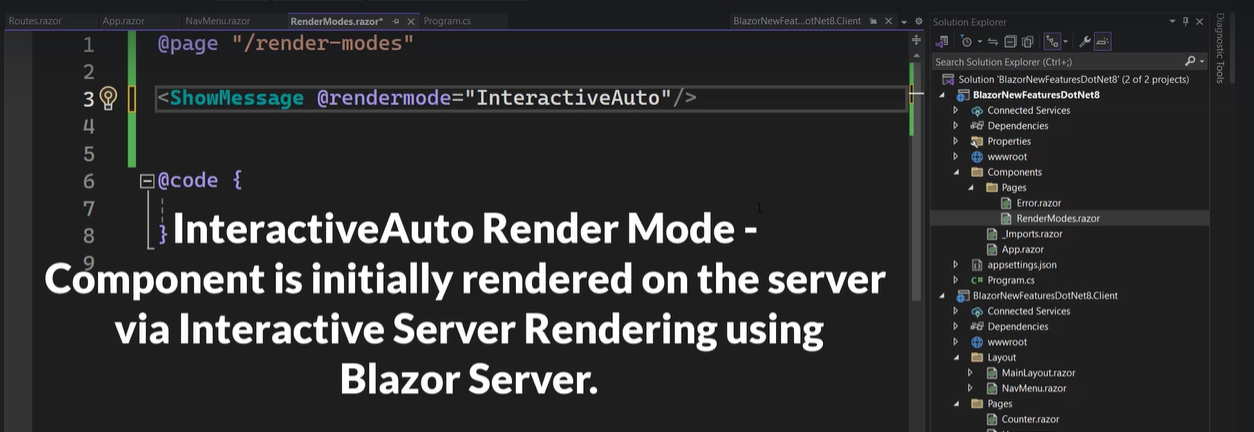 Routes.razor
App.razor
NavMenu.razor
RenderModes.razor*
Program.cs
BlazorNewFeat...otNet8.Client
1 @page "/render-modes"
2
3 <ShowMessage @rendermode="InteractiveAuto"/>
4
5
6 @code {
7
8 }
9
InteractiveAuto Render Mode -
Component is initially rendered on the server
via Interactive Server Rendering using
Blazor Server.
Solution Explorer
Search Solution Explorer (Ctrl+;)
Solution 'BlazorNewFeaturesDotNet8' (2 of 2 projects)
BlazorNewFeaturesDotNet8
Connected Services
Dependencies
Properties
wwwroot
Components
Pages
Error.razor
RenderModes.razor
_Imports.razor
App.razor
appsettings.json
C# Program.cs
BlazorNewFeaturesDotNet8.Client
Connected Services
Dependencies
wwwroot
Layout
MainLayout.razor
NavMenu.razor
Pages
Counter.razor
Diagnostic Tools